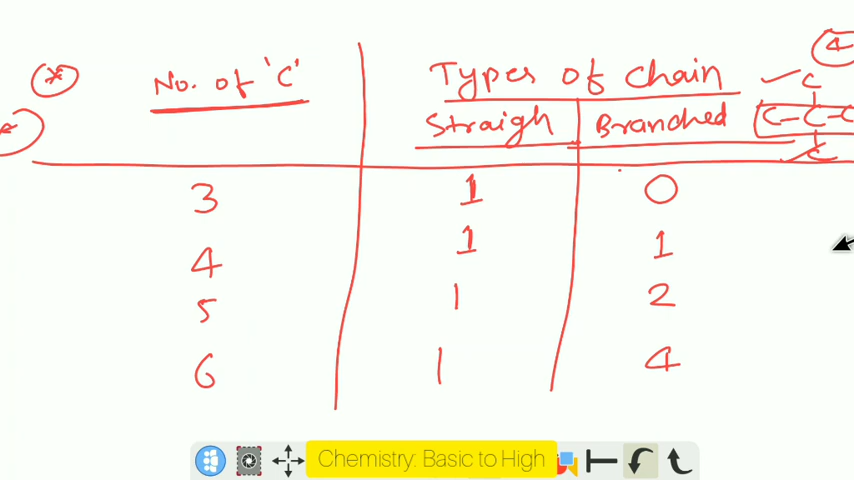 * No. of 'C' Types of chain 4
Straigh Branched
C
C-C-C
C
3 1 0
4 1 1
5 1 2
6 1 4
Chemistry: Basic to High